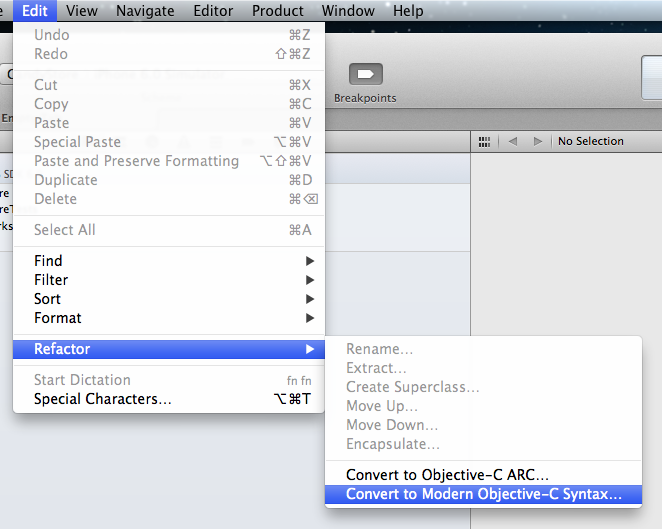 Edit View Navigate Editor Product Window Help
Undo ⌘Z
Redo ⇧⌘Z
Cut ⌘X
Copy ⌘C
Paste ⌘V
Special Paste ⌥⌘V
Paste and Preserve Formatting ⌥⇧⌘V
Duplicate ⌘D
Delete ⌘⌫
Select All ⌘A
Find
Filter
Sort
Format
Refactor
Start Dictation fn fn
Special Characters... ⌥⌘T
Breakpoints
No Selection
Rename...
Extract...
Create Superclass...
Move Up...
Move Down...
Encapsulate...
Convert to Objective-C ARC...
Convert to Modern Objective-C Syntax...